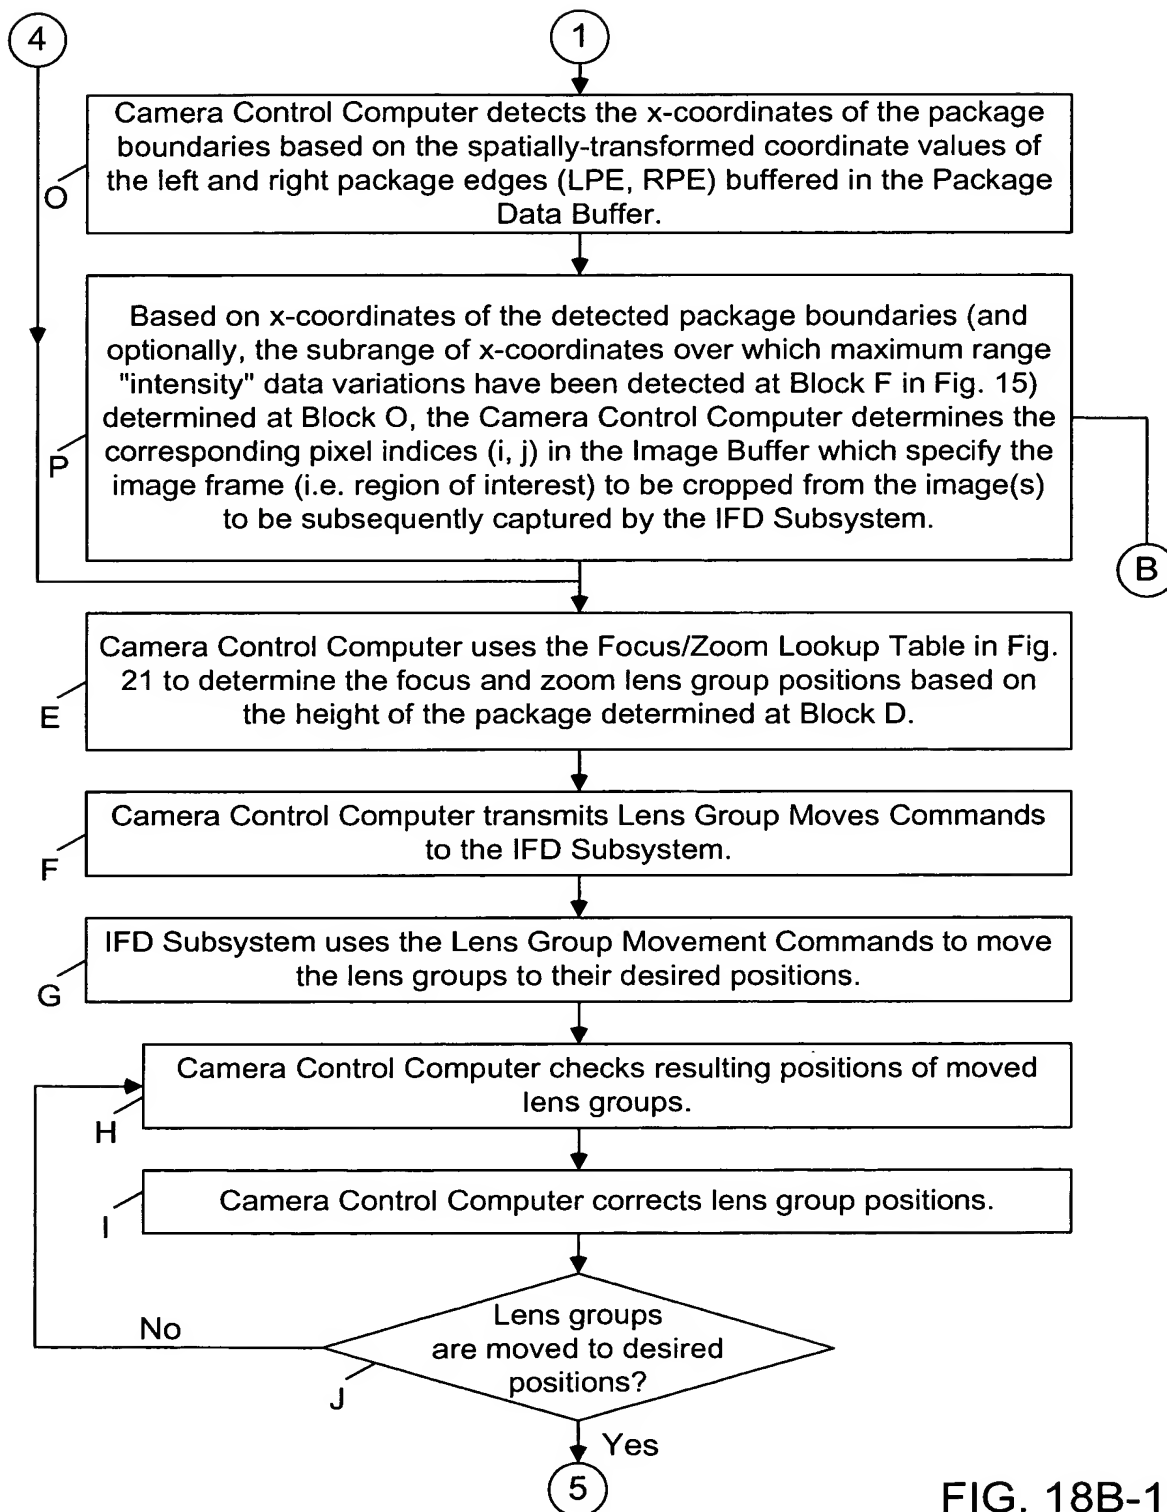 4
1
Camera Control Computer detects the x-coordinates of the package
boundaries based on the spatially-transformed coordinate values of
the left and right package edges (LPE, RPE) buffered in the Package
Data Buffer.
O
Based on x-coordinates of the detected package boundaries (and
optionally, the subrange of x-coordinates over which maximum range
"intensity" data variations have been detected at Block F in Fig. 15)
determined at Block O, the Camera Control Computer determines the
corresponding pixel indices (i, j) in the Image Buffer which specify the
image frame (i.e. region of interest) to be cropped from the image(s)
to be subsequently captured by the IFD Subsystem.
P
B
Camera Control Computer uses the Focus/Zoom Lookup Table in Fig.
21 to determine the focus and zoom lens group positions based on
the height of the package determined at Block D.
E
Camera Control Computer transmits Lens Group Moves Commands
to the IFD Subsystem.
F
IFD Subsystem uses the Lens Group Movement Commands to move
the lens groups to their desired positions.
G
Camera Control Computer checks resulting positions of moved
lens groups.
H
Camera Control Computer corrects lens group positions.
I
Lens groups
are moved to desired
positions?
No
J
Yes
5
FIG. 18B-1